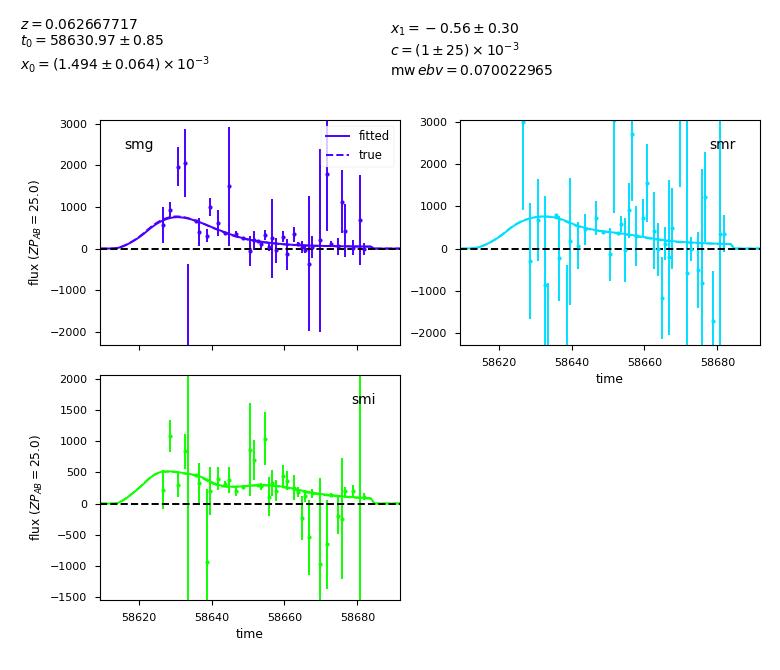 z = 0.062662717
t₀ = 58630.97 ± 0.85
x₀ = (1.494 ± 0.064) × 10⁻³
x₁ = −0.56 ± 0.30
c = (1 ± 25) × 10⁻³
mw ebv = 0.070022965
smg
fitted
true
3000
2000
1000
0
−1000
−2000
flux (ZP_AB = 25.0)
smr
3000
2000
1000
0
−1000
−2000
58620 58640 58660 58680
time
smi
2000
1500
1000
500
0
−500
−1000
−1500
flux (ZP_AB = 25.0)
58620 58640 58660 58680
time